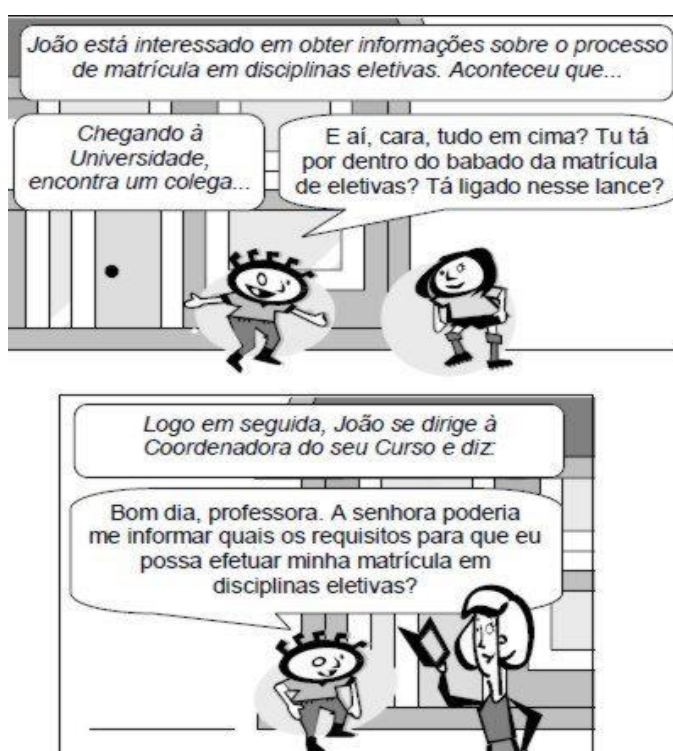 João está interessado em obter informações sobre o processo
de matrícula em disciplinas eletivas. Aconteceu que...
Chegando à
Universidade,
encontra um colega...
E aí, cara, tudo em cima? Tu tá
por dentro do babado da matrícula
de eletivas? Tá ligado nesse lance?
Logo em seguida, João se dirige à
Coordenadora do seu Curso e diz:
Bom dia, professora. A senhora poderia
me informar quais os requisitos para que eu
possa efetuar minha matrícula em
disciplinas eletivas?